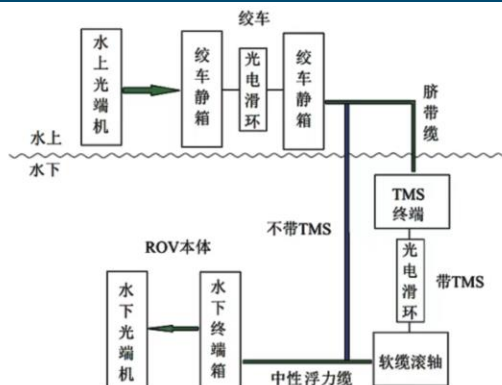 绞车
水上光端机
绞车静箱
光电滑环
绞车静箱
脐带缆
水上
水下
TMS
终端
不带TMS
ROV本体
光电滑环
带TMS
水下光端机
水下终端箱
软缆滚轴
中性浮力缆